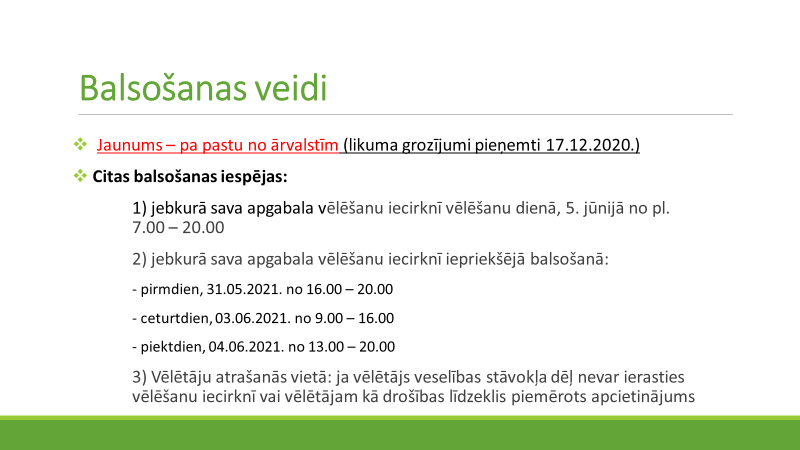 Balsošanas veidi
Jaunums – pa pastu no ārvalstīm (likuma grozījumi pieņemti 17.12.2020.)
Citas balsošanas iespējas:
1) jebkurā sava apgabala vēlēšanu iecirknī vēlēšanu dienā, 5. jūnijā no pl.
7.00 – 20.00
2) jebkurā sava apgabala vēlēšanu iecirknī iepriekšējā balsošanā:
- pirmdien, 31.05.2021. no 16.00 – 20.00
- ceturtdien, 03.06.2021. no 9.00 – 16.00
- piektdien, 04.06.2021. no 13.00 – 20.00
3) Vēlētāju atrašanās vietā: ja vēlētājs veselības stāvokļa dēļ nevar ierasties
vēlēšanu iecirknī vai vēlētājam kā drošības līdzeklis piemērots apcietinājums